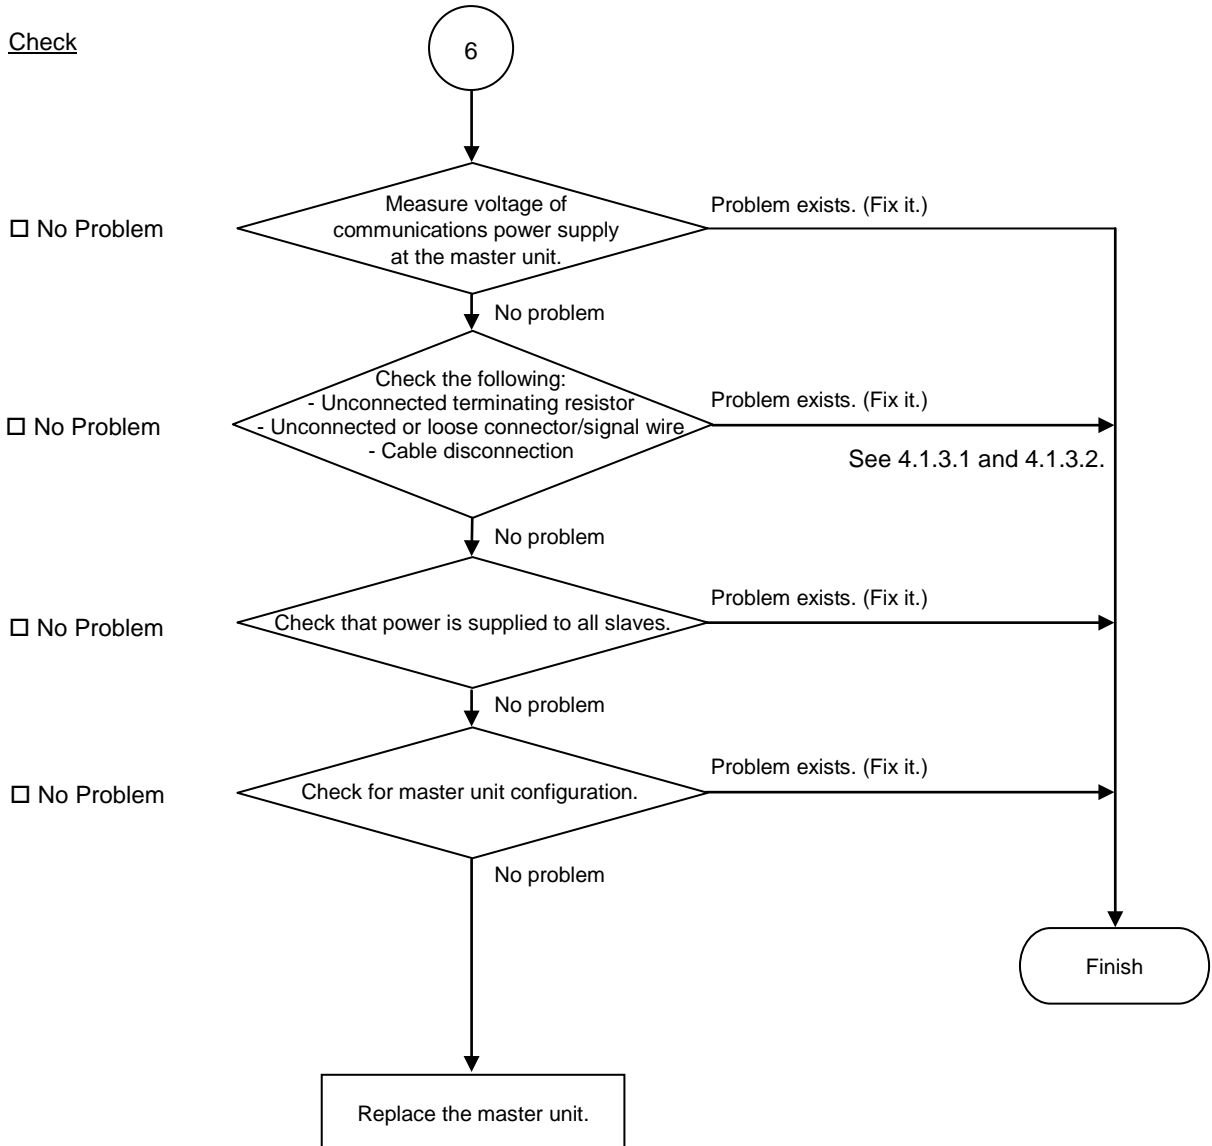 Check
6
Measure voltage of
communications power supply
at the master unit.
Problem exists. (Fix it.)
☐ No Problem
No problem
Check the following:
- Unconnected terminating resistor
- Unconnected or loose connector/signal wire
- Cable disconnection
Problem exists. (Fix it.)
☐ No Problem
See 4.1.3.1 and 4.1.3.2.
No problem
Check that power is supplied to all slaves.
Problem exists. (Fix it.)
☐ No Problem
No problem
Check for master unit configuration.
Problem exists. (Fix it.)
☐ No Problem
No problem
Finish
Replace the master unit.